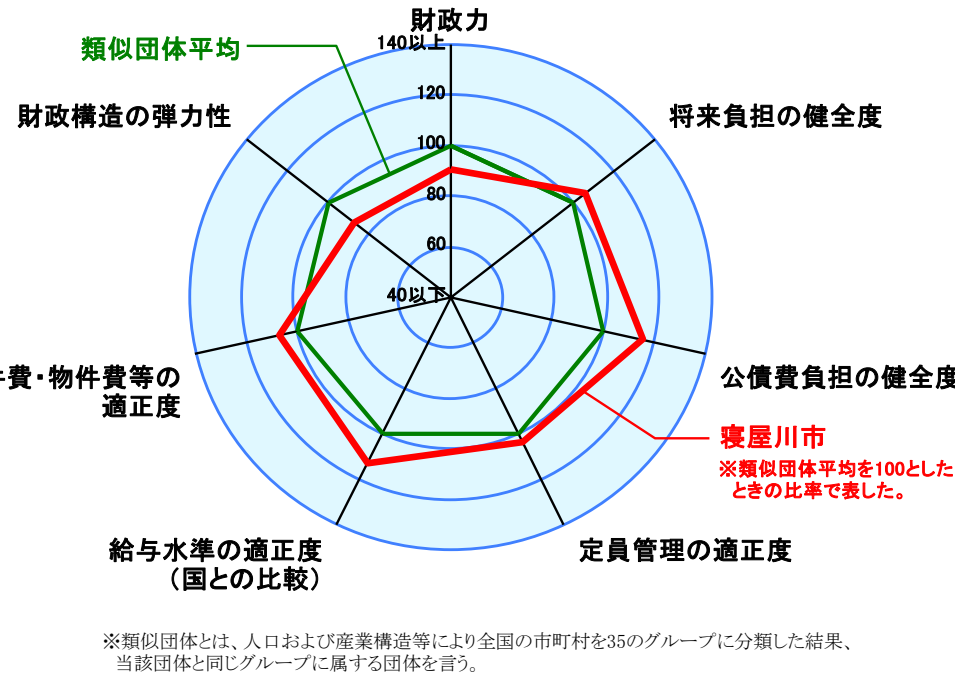 財政力
類似団体平均
140以上
120
100
80
60
40以下
財政構造の弾力性
将来負担の健全度
費・物件費等の
適正度
公債費負担の健全度
寝屋川市
※類似団体平均を100とした
ときの比率で表した。
給与水準の適正度
（国との比較）
定員管理の適正度
※類似団体とは、人口および産業構造等により全国の市町村を35のグループに分類した結果、
当該団体と同じグループに属する団体を言う。